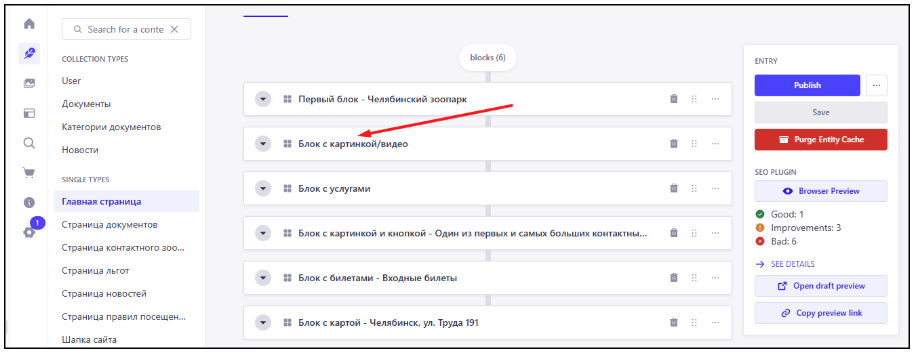 Search for a conte
COLLECTION TYPES
User
Документы
Категории документов
Новости
SINGLE TYPES
Главная страница
Страница документов
Страница контактного зоо...
Страница льгот
Страница новостей
Страница правил посещен...
Шапка сайта
1
blocks (6)
Первый блок - Челябинский зоопарк
Блок с картинкой/видео
Блок с услугами
Блок с картинкой и кнопкой - Один из первых и самых больших контактны...
Блок с билетами - Входные билеты
Блок с картой - Челябинск, ул. Труда 191
ENTRY
Publish
Save
Purge Entity Cache
SEO PLUGIN
Browser Preview
Good: 1
Improvements: 3
Bad: 6
SEE DETAILS
Open draft preview
Copy preview link